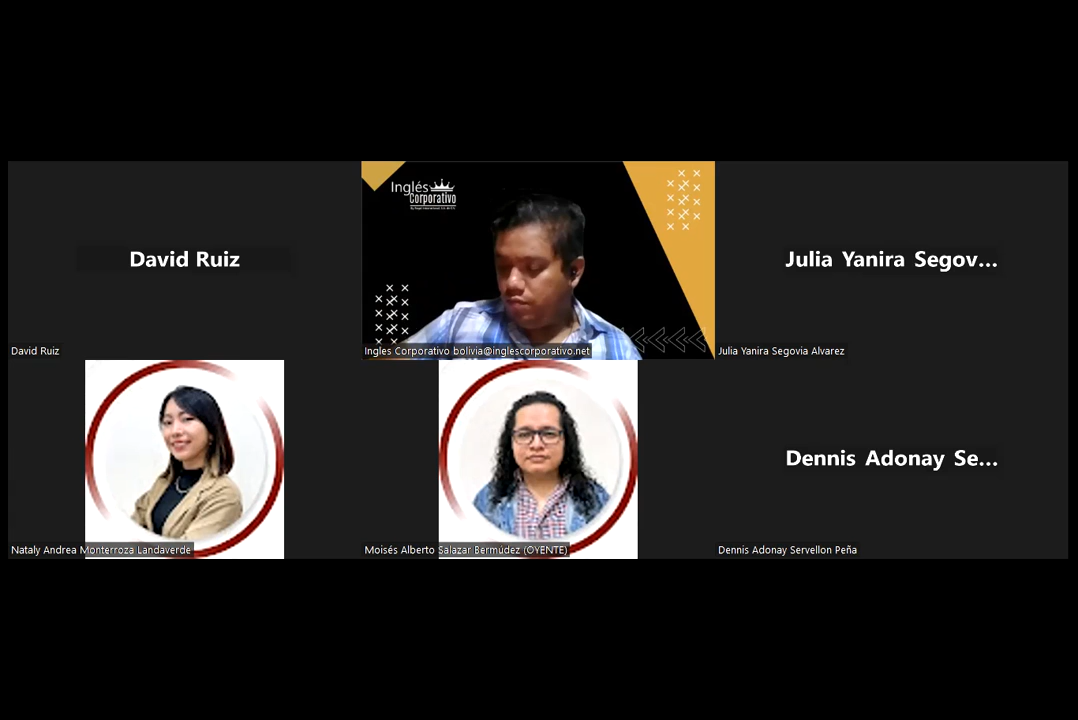 David Ruiz
David Ruiz
Inglés
Corporativo
Ingles Corporativo bolivia@inglescorporativo.net
Julia Yanira Segov...
Julia Yanira Segovia Alvarez
Nataly Andrea Monterroza Landaverde
Moisés Alberto Salazar Bermúdez (OYENTE)
Dennis Adonay Se...
Dennis Adonay Servellon Peña